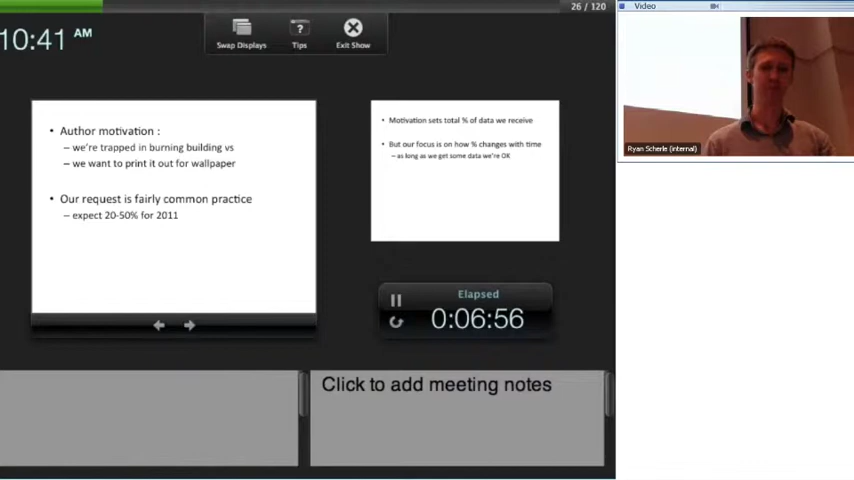 26 / 120
10:41 AM
Swap Displays
Tips
Exit Show
Video
Ryan Scherle (internal)
• Author motivation :
– we're trapped in burning building vs
– we want to print it out for wallpaper
• Our request is fairly common practice
– expect 20-50% for 2011
• Motivation sets total % of data we receive
• But our focus is on how % changes with time
– as long as we get some data we're OK
Elapsed
0:06:56
Click to add meeting notes